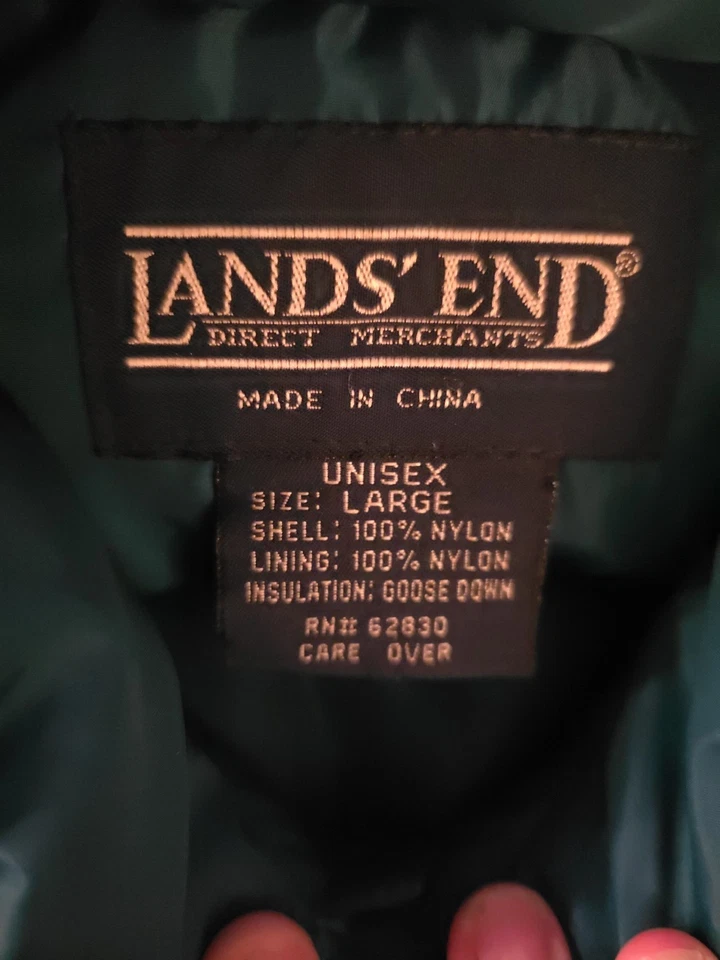 LANDS' END®
DIRECT MERCHANTS
MADE IN CHINA
UNISEX
SIZE: LARGE
SHELL: 100% NYLON
LINING: 100% NYLON
INSULATION: GOOSE DOWN
RN# 62830
CARE OVER